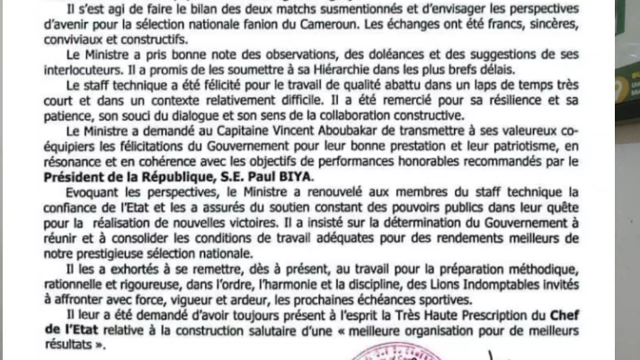 Il s'est agi de faire le bilan des deux matchs susmentionnés et d'envisager les perspectives
d'avenir pour la sélection nationale fanion du Cameroun. Les échanges ont été francs, sincères,
conviviaux et constructifs.
Le Ministre a pris bonne note des observations, des doléances et des suggestions de ses
interlocuteurs. Il a promis de les soumettre à sa Hiérarchie dans les plus brefs délais.
Le staff technique a été félicité pour le travail de qualité abattu dans un laps de temps très
court et dans un contexte relativement difficile. Il a été remercié pour sa résilience et sa
patience, son souci du dialogue et son sens de la collaboration constructive.
Le Ministre a demandé au Capitaine Vincent Aboubakar de transmettre à ses valeureux co-
équipiers les félicitations du Gouvernement pour leur bonne prestation et leur patriotisme, en
résonance et en cohérence avec les objectifs de performances honorables recommandés par le
Président de la République, S.E. Paul BIYA.
Evoquant les perspectives, le Ministre a renouvelé aux membres du staff technique la
confiance de l'Etat et les a assurés du soutien constant des pouvoirs publics dans leur quête
pour la réalisation de nouvelles victoires. Il a insisté sur la détermination du Gouvernement à
réunir et à consolider les conditions de travail adéquates pour des rendements meilleurs de
notre prestigieuse sélection nationale.
Il les a exhortés à se remettre, dès à présent, au travail pour la préparation méthodique,
rationnelle et rigoureuse, dans l'ordre, l'harmonie et la discipline, des Lions Indomptables invités
à affronter avec force, vigueur et ardeur, les prochaines échéances sportives.
Il leur a été demandé d'avoir toujours présent à l'esprit la Très Haute Prescription du Chef
de l'Etat relative à la construction salutaire d'une « meilleure organisation pour de meilleurs
résultats ».